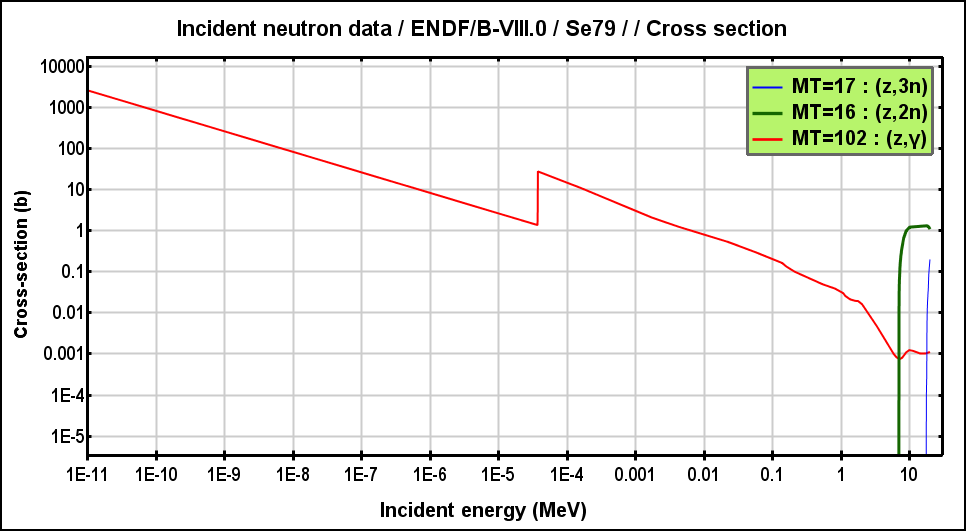 Incident neutron data / ENDF/B-VIII.0 / Se79 / / Cross section
MT=17 : (z,3n)
MT=16 : (z,2n)
MT=102 : (z,γ)
Cross-section (b)
10000
1000
100
10
1
0.1
0.01
0.001
1E-4
1E-5
1E-11 1E-10 1E-9 1E-8 1E-7 1E-6 1E-5 1E-4 0.001 0.01 0.1 1 10
Incident energy (MeV)